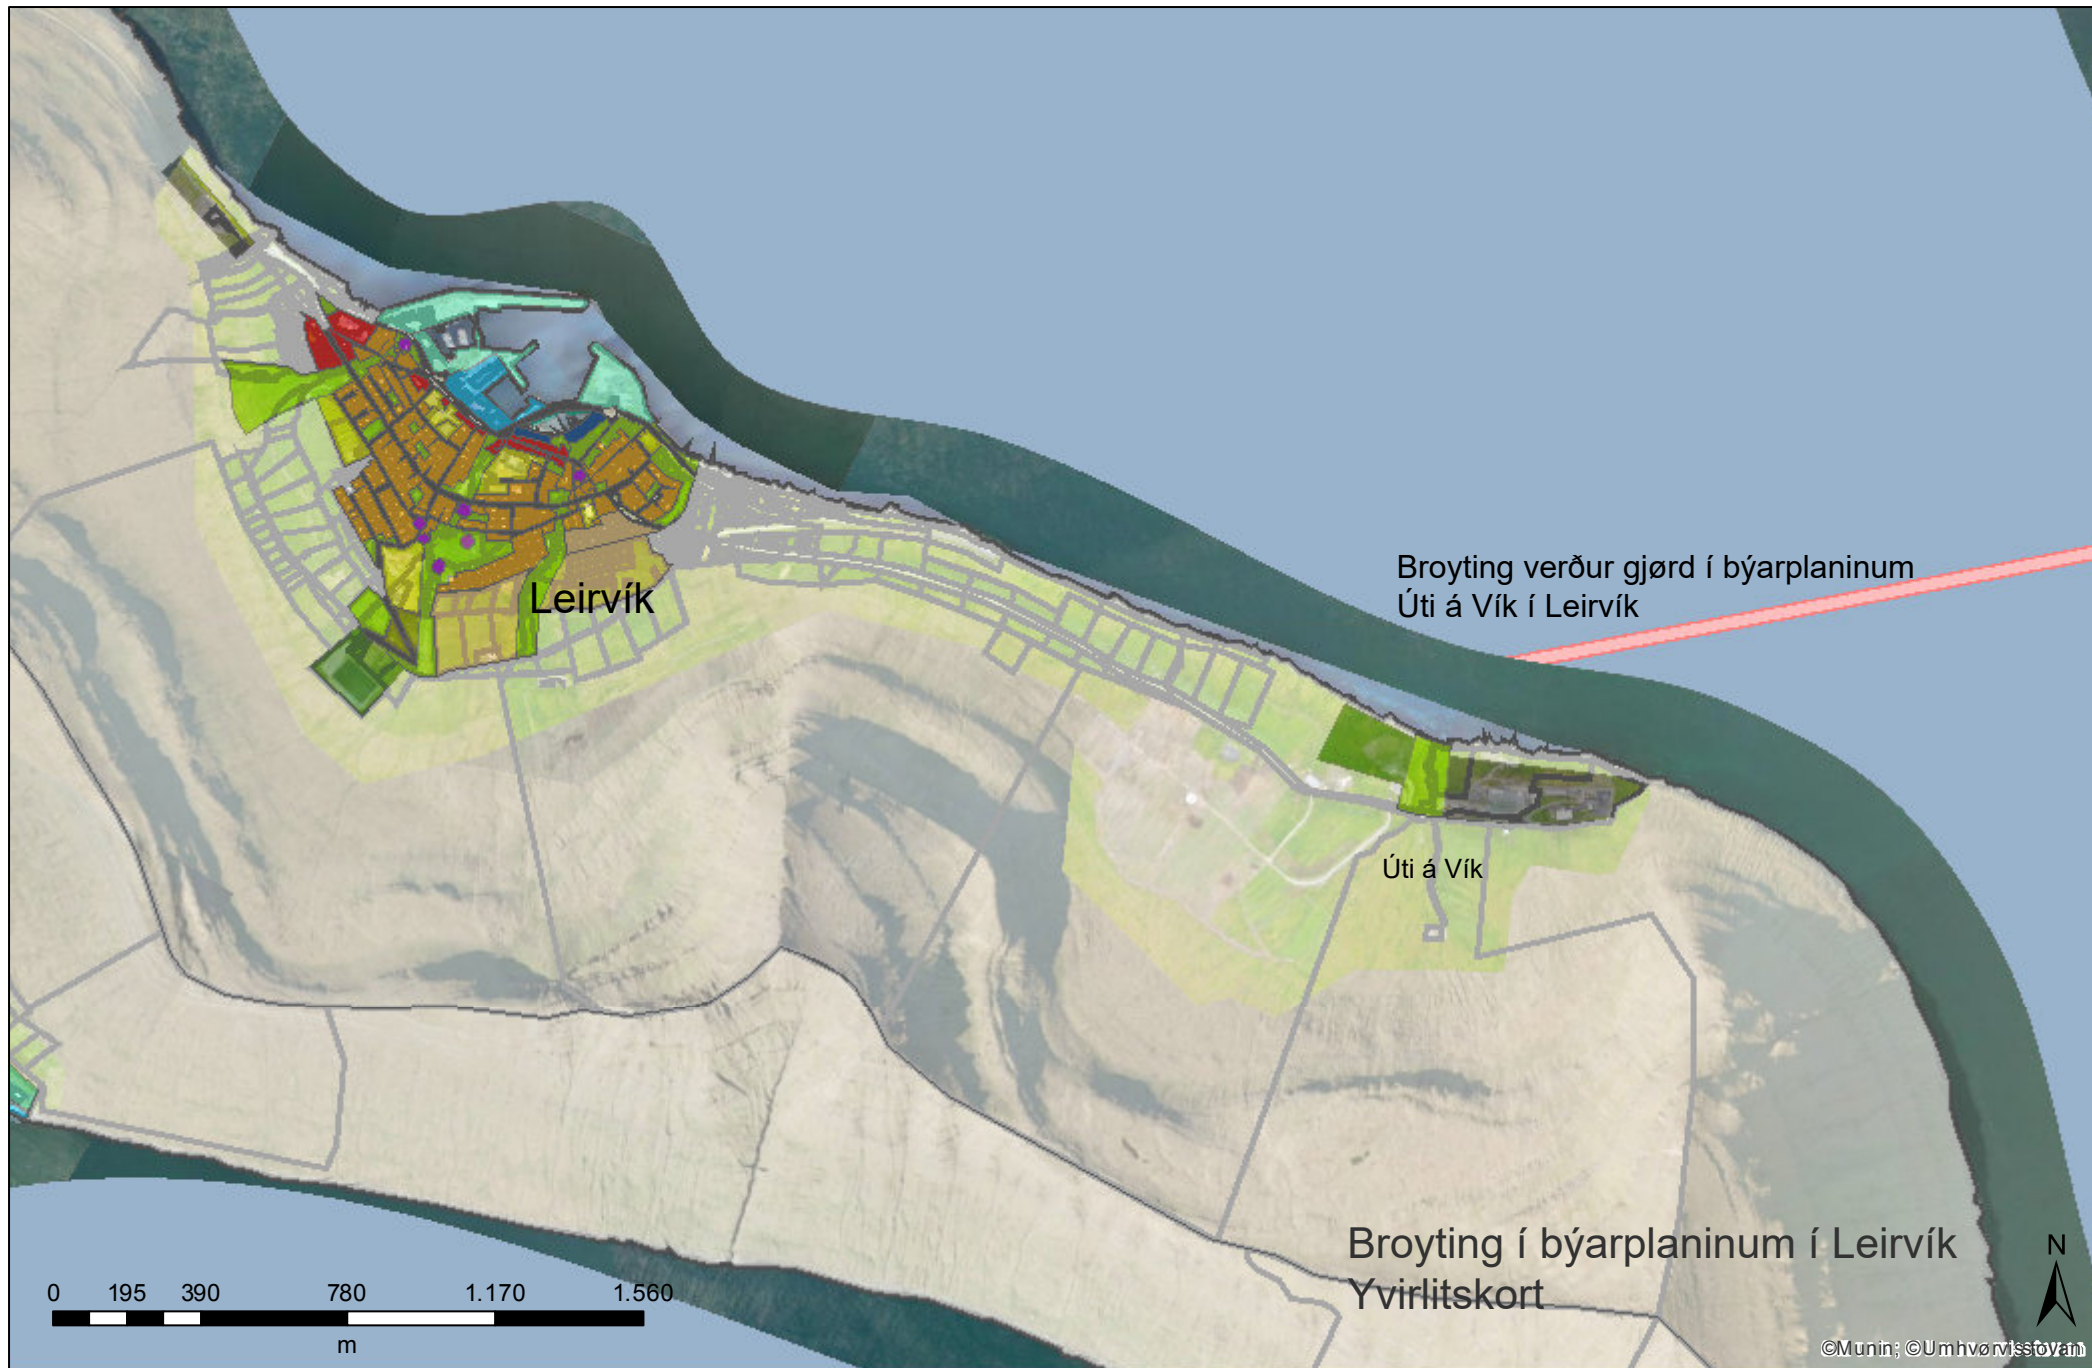 Leirvík
Broyting verður gjørd í býarplaninum
Úti á Vík í Leirvík
Úti á Vík
Broyting í býarplaninum í Leirvík
Yvirlitskort
N
0 195 390 780 1.170 1.560
m
©Munin; ©Umhvørvisstovan